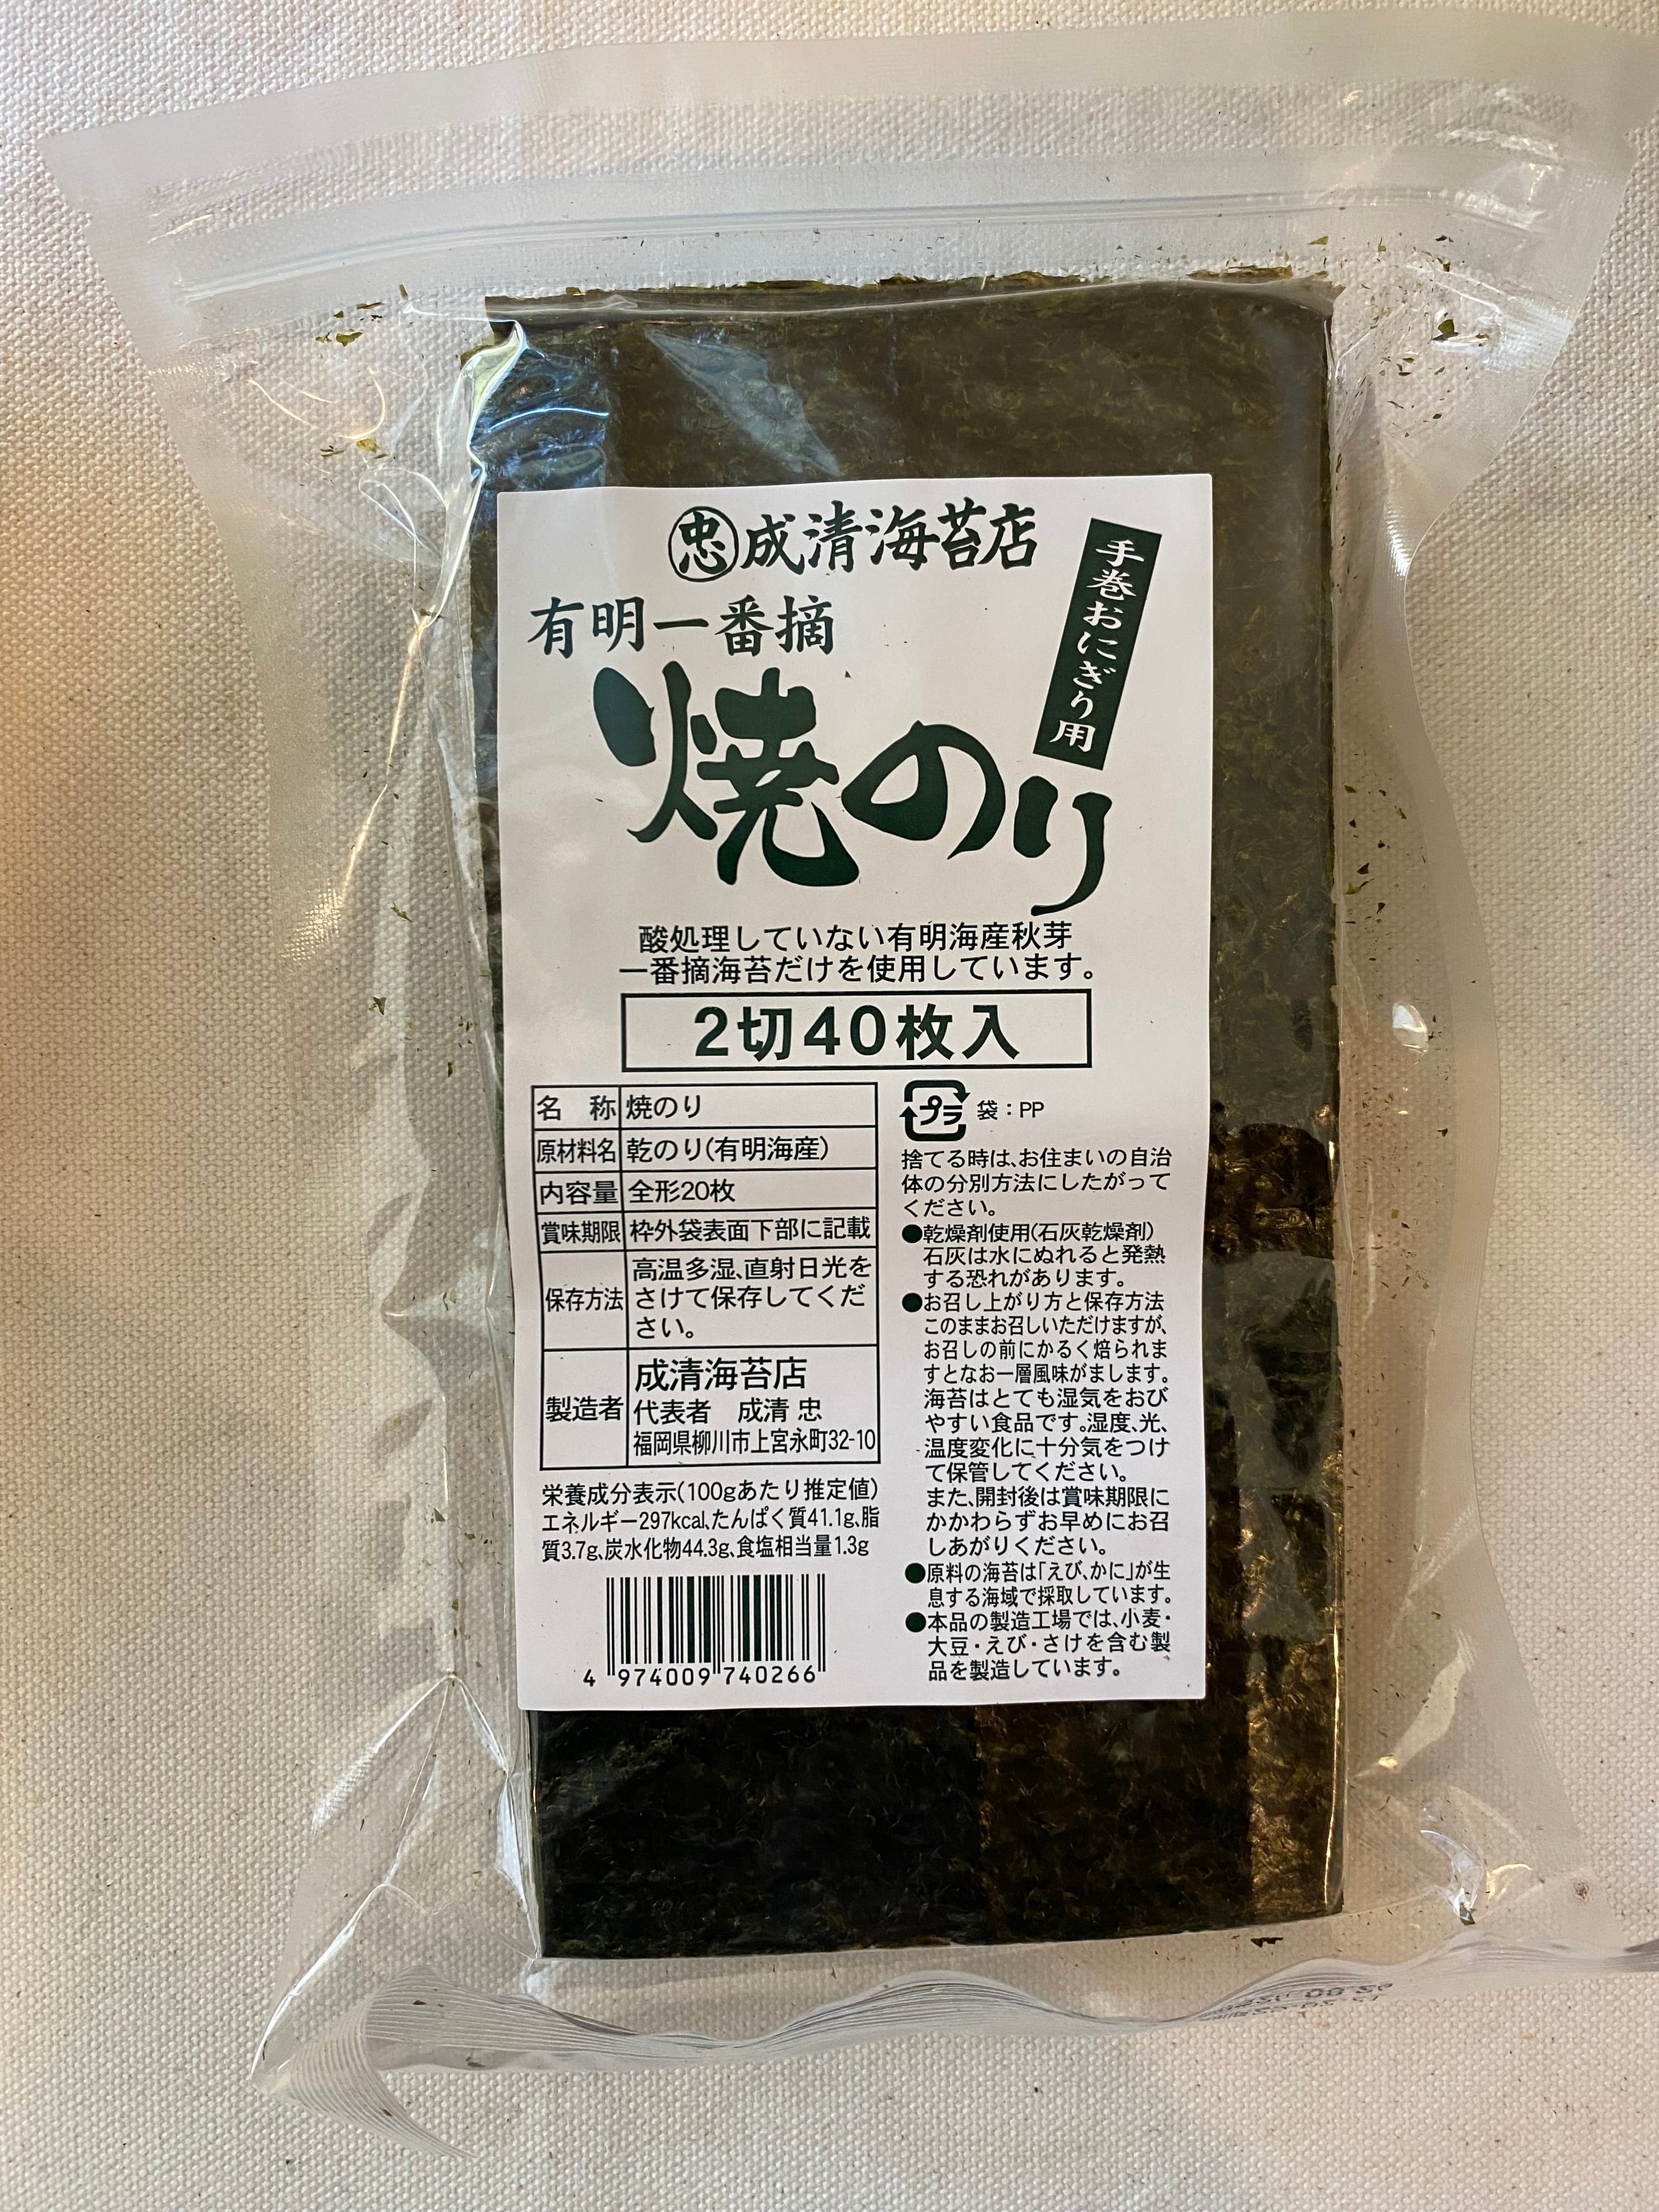 忠 成清海苔店
手巻おにぎり用
有明一番摘
焼のり
酸処理していない有明海産秋芽
一番摘海苔だけを使用しています。
2切40枚入
名 称 焼のり
原材料名 乾のり(有明海産)
内容量 全形20枚
賞味期限 枠外袋表面下部に記載
保存方法 高温多湿、直射日光を
さけて保存してくだ
さい。
製造者 成清海苔店
代表者 成清 忠
福岡県柳川市上宮永町32-10
栄養成分表示(100gあたり推定値)
エネルギー297kcal、たんぱく質41.1g、脂
質3.7g、炭水化物44.3g、食塩相当量1.3g
4 974009 740266
プラ 袋:PP
捨てる時は、お住まいの自治
体の分別方法にしたがって
ください。
●乾燥剤使用(石灰乾燥剤)
石灰は水にぬれると発熱
する恐れがあります。
●お召し上がり方と保存方法
このままお召しいただけますが、
お召しの前にかるく焙られま
すとなお一層風味がまします。
海苔はとても湿気をおび
やすい食品です。湿度、光、
温度変化に十分気をつけ
て保管してください。
また、開封後は賞味期限に
かかわらずお早めにお召
しあがりください。
●原料の海苔は「えび、かに」が生
息する海域で採取しています。
●本品の製造工場では、小麦・
大豆・えび・さけを含む製
品を製造しています。